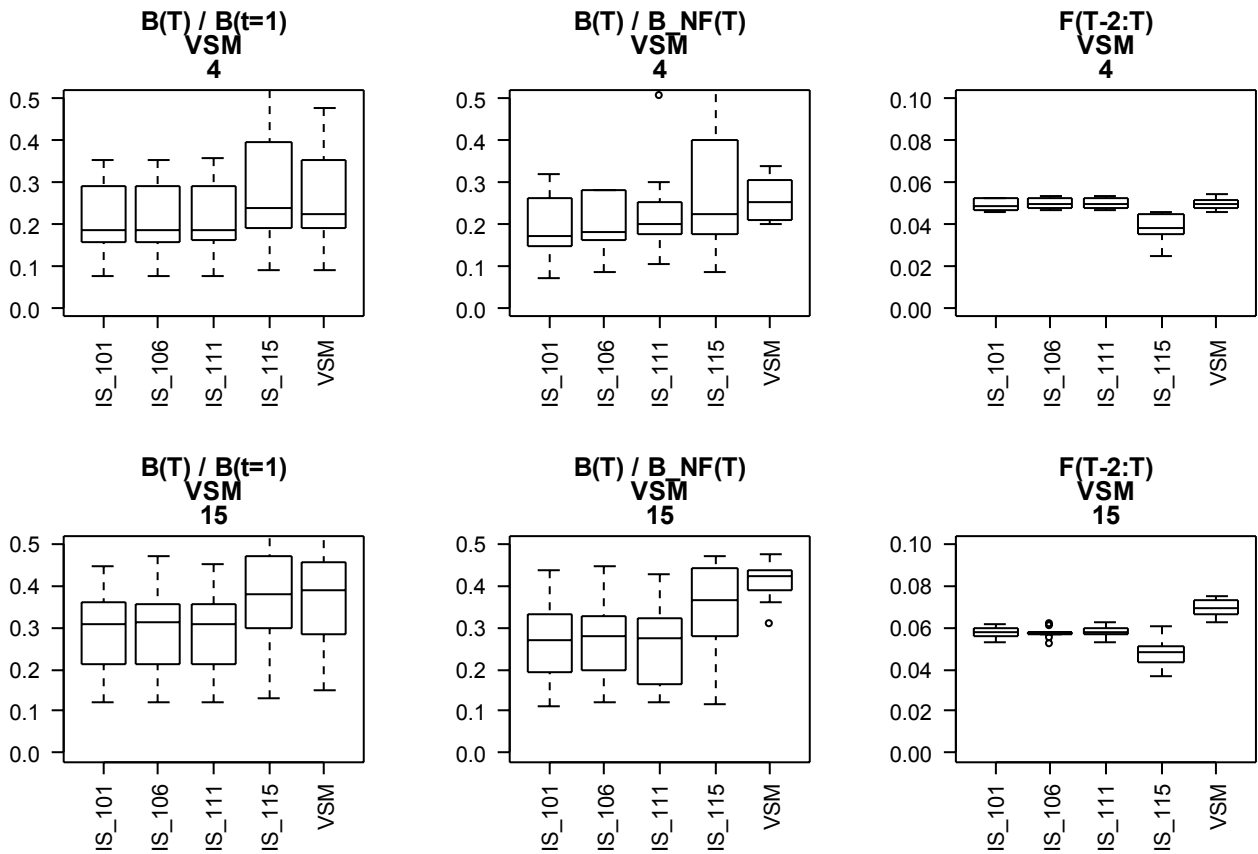 B(T) / B(t=1)
VSM
4
0.5
0.4
0.3
0.2
0.1
0.0
IS_101
IS_106
IS_111
IS_115
VSM
B(T) / B_NF(T)
VSM
4
0.5
0.4
0.3
0.2
0.1
0.0
IS_101
IS_106
IS_111
IS_115
VSM
F(T-2:T)
VSM
4
0.10
0.08
0.06
0.04
0.02
0.00
IS_101
IS_106
IS_111
IS_115
VSM
B(T) / B(t=1)
VSM
15
0.5
0.4
0.3
0.2
0.1
0.0
IS_101
IS_106
IS_111
IS_115
VSM
B(T) / B_NF(T)
VSM
15
0.5
0.4
0.3
0.2
0.1
0.0
IS_101
IS_106
IS_111
IS_115
VSM
F(T-2:T)
VSM
15
0.10
0.08
0.06
0.04
0.02
0.00
IS_101
IS_106
IS_111
IS_115
VSM